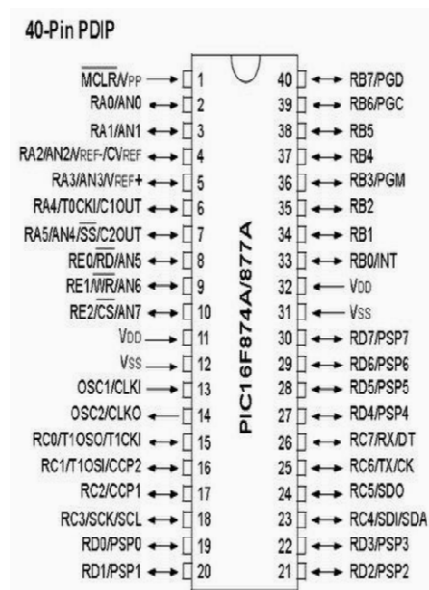 40-Pin PDIP
MCLR/VPP 1 40 RB7/PGD
RA0/AN0 2 39 RB6/PGC
RA1/AN1 3 38 RB5
RA2/AN2/VREF-/CVREF 4 37 RB4
RA3/AN3/VREF+ 5 36 RB3/PGM
RA4/T0CKI/C1OUT 6 35 RB2
RA5/AN4/SS/C2OUT 7 34 RB1
RE0/RD/AN5 8 33 RB0/INT
RE1/WR/AN6 9 32 VDD
RE2/CS/AN7 10 31 VSS
VDD 11 30 RD7/PSP7
VSS 12 29 RD6/PSP6
OSC1/CLKI 13 28 RD5/PSP5
OSC2/CLKO 14 27 RD4/PSP4
RC0/T1OSO/T1CKI 15 26 RC7/RX/DT
RC1/T1OSI/CCP2 16 25 RC6/TX/CK
RC2/CCP1 17 24 RC5/SDO
RC3/SCK/SCL 18 23 RC4/SDI/SDA
RD0/PSP0 19 22 RD3/PSP3
RD1/PSP1 20 21 RD2/PSP2
PIC16F874A/877A